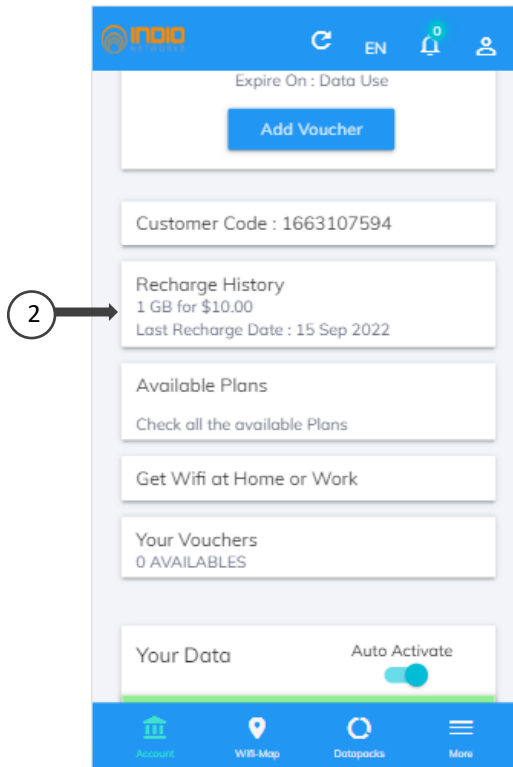 INDIO
NETWORKS
EN
0
Expire On : Data Use
Add Voucher
Customer Code : 1663107594
Recharge History
1 GB for $10.00
Last Recharge Date : 15 Sep 2022
2
Available Plans
Check all the available Plans
Get Wifi at Home or Work
Your Vouchers
0 AVAILABLES
Your Data
Auto Activate
Account
Wifi-Map
Datapacks
More